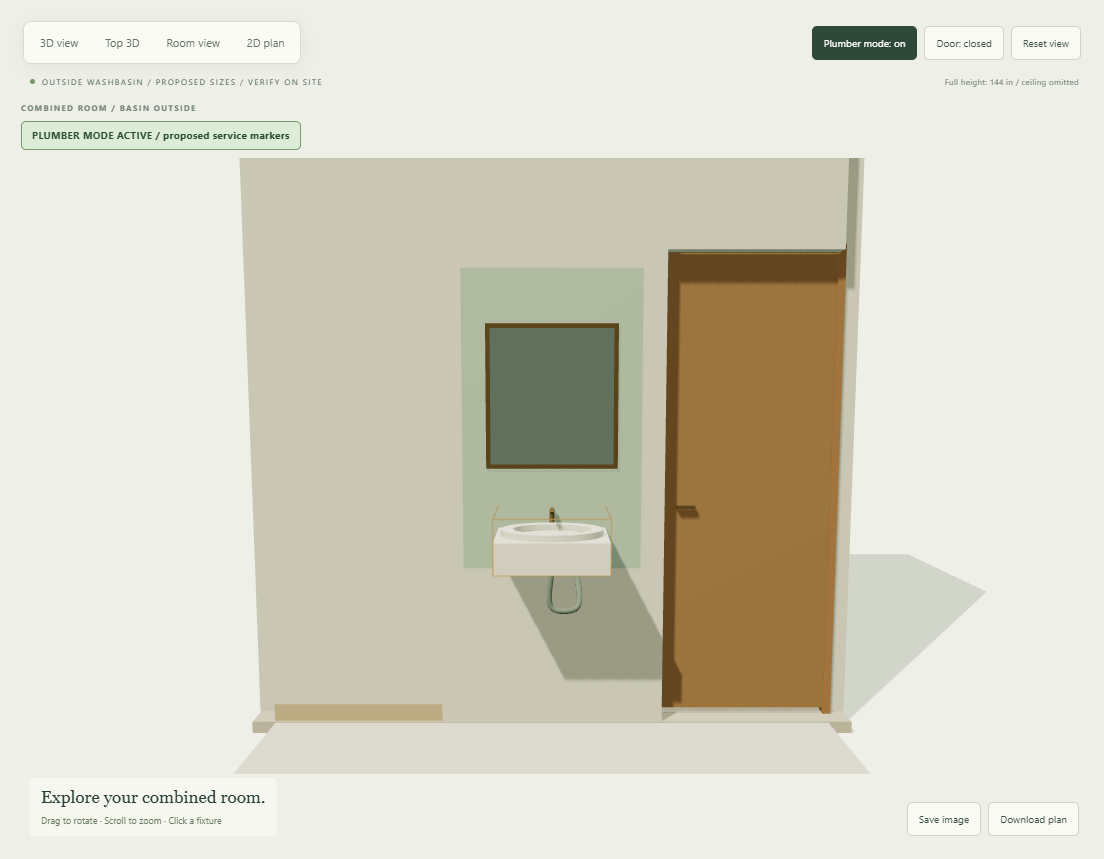 3D view Top 3D Room view 2D plan
Plumber mode: on Door: closed Reset view
OUTSIDE WASHBASIN / PROPOSED SIZES / VERIFY ON SITE
Full height: 144 in / ceiling omitted
COMBINED ROOM / BASIN OUTSIDE
PLUMBER MODE ACTIVE / proposed service markers
Explore your combined room.
Drag to rotate · Scroll to zoom · Click a fixture
Save image Download plan